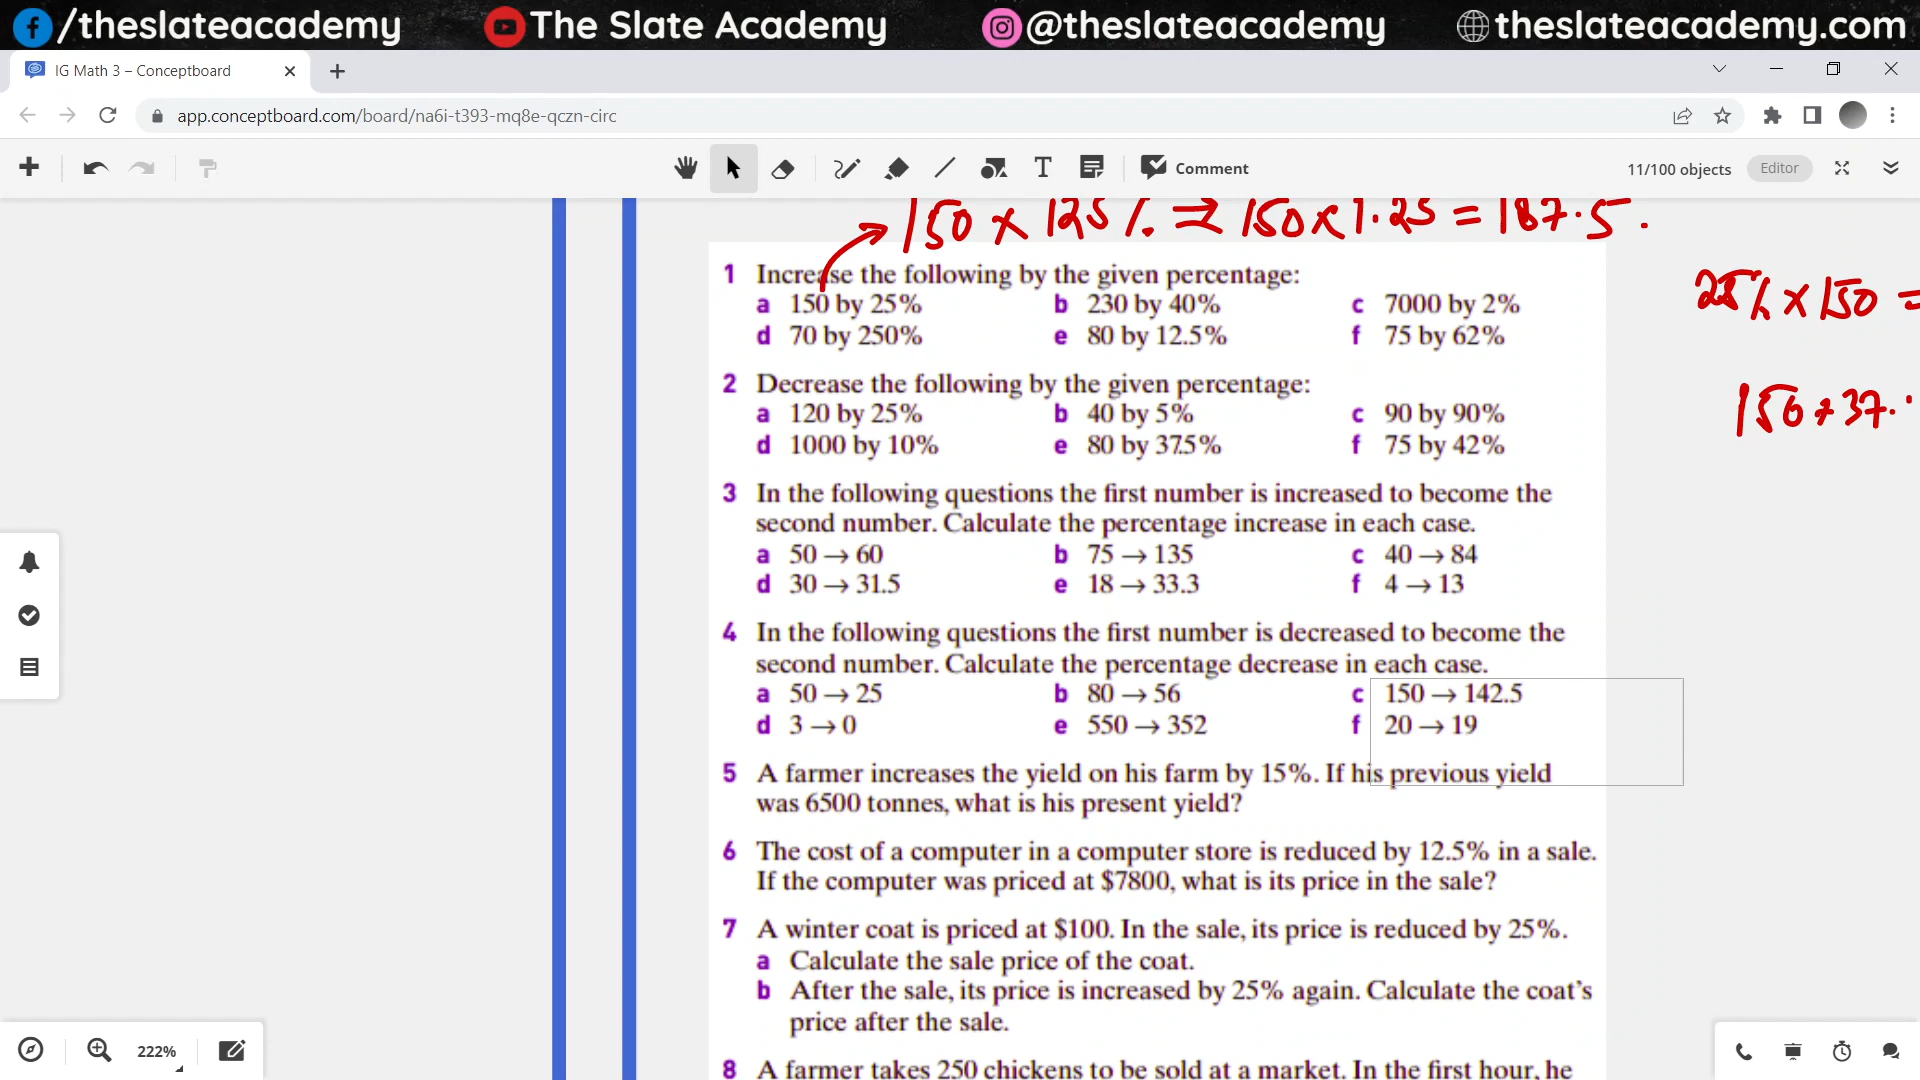 /theslateacademy The Slate Academy @theslateacademy theslateacademy.com
IG Math 3 – Conceptboard
app.conceptboard.com/board/na6i-t393-mq8e-qczn-circ
T Comment 11/100 objects Editor
150 x 125% ⇒ 150x1.25 = 187.5.
1 Increase the following by the given percentage:
a 150 by 25% b 230 by 40% c 7000 by 2%
d 70 by 250% e 80 by 12.5% f 75 by 62%
25% x 150 =
2 Decrease the following by the given percentage:
a 120 by 25% b 40 by 5% c 90 by 90%
d 1000 by 10% e 80 by 37.5% f 75 by 42%
150+37.
3 In the following questions the first number is increased to become the
second number. Calculate the percentage increase in each case.
a 50 → 60 b 75 → 135 c 40 → 84
d 30 → 31.5 e 18 → 33.3 f 4 → 13
4 In the following questions the first number is decreased to become the
second number. Calculate the percentage decrease in each case.
a 50 → 25 b 80 → 56 c 150 → 142.5
d 3 → 0 e 550 → 352 f 20 → 19
5 A farmer increases the yield on his farm by 15%. If his previous yield
was 6500 tonnes, what is his present yield?
6 The cost of a computer in a computer store is reduced by 12.5% in a sale.
If the computer was priced at $7800, what is its price in the sale?
7 A winter coat is priced at $100. In the sale, its price is reduced by 25%.
a Calculate the sale price of the coat.
b After the sale, its price is increased by 25% again. Calculate the coat's
price after the sale.
8 A farmer takes 250 chickens to be sold at a market. In the first hour, he
222%